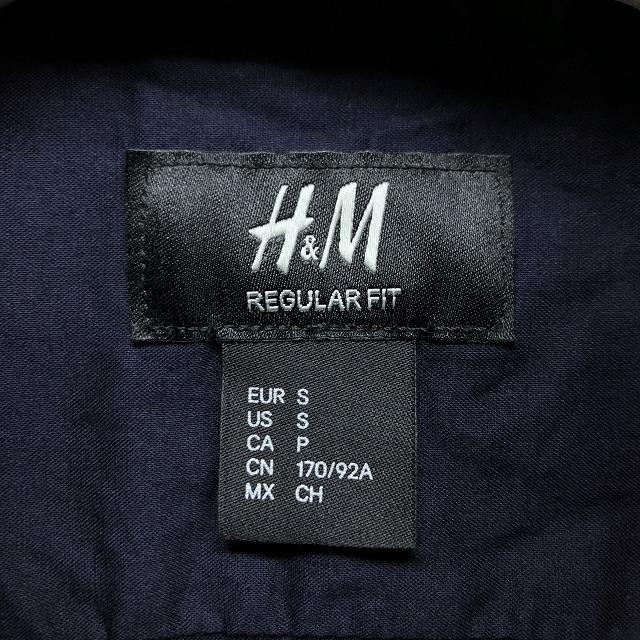 H&M
REGULAR FIT
EUR S
US S
CA P
CN 170/92A
MX CH